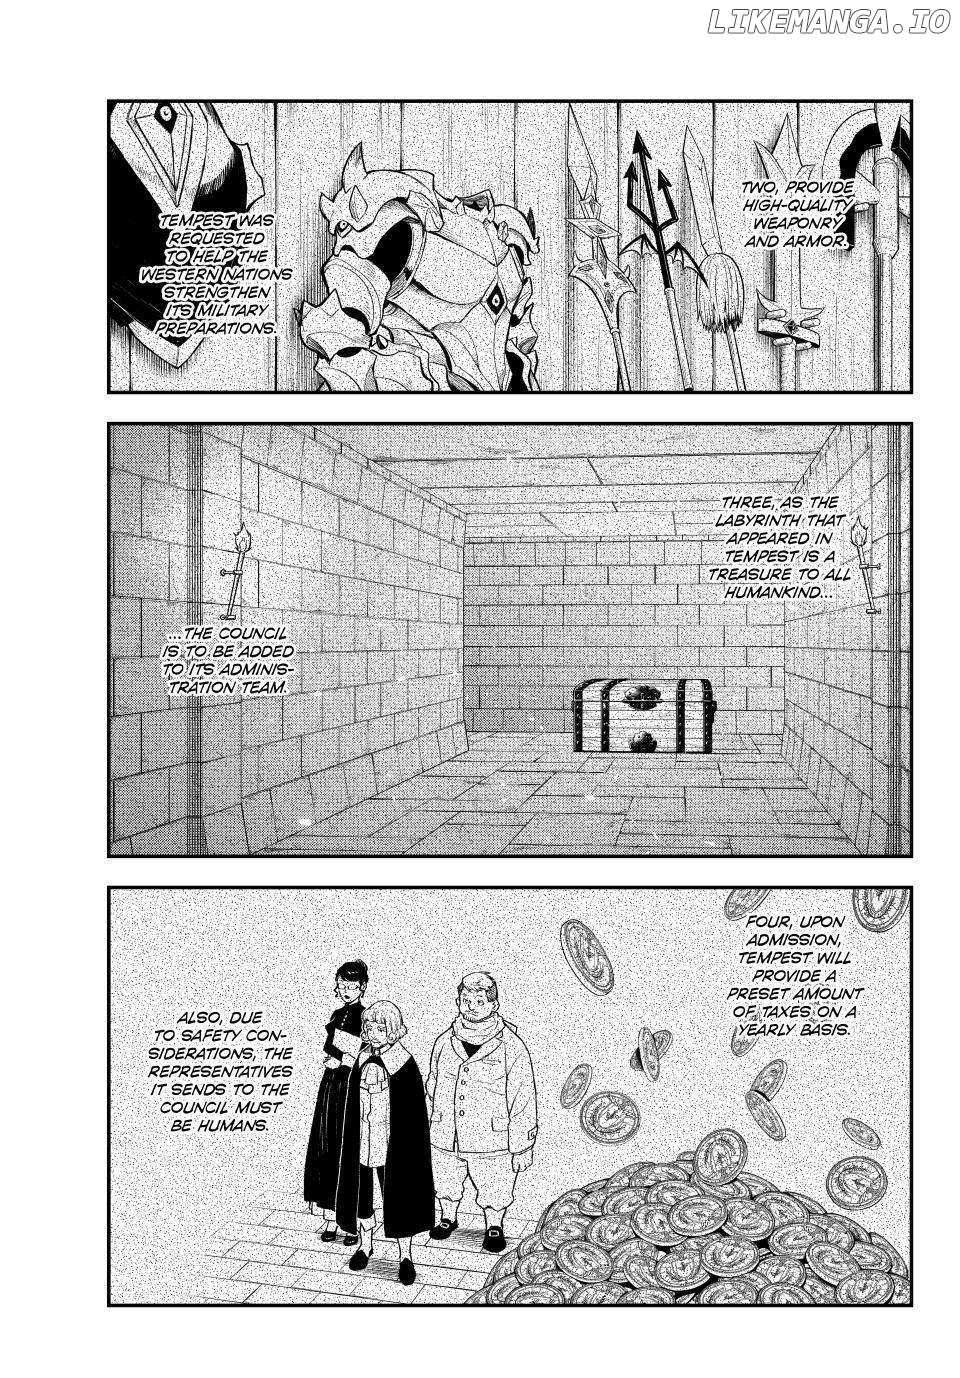 LIKEMANGA.IO
TWO, PROVIDE
HIGH-QUALITY
WEAPONRY
AND ARMOR.
TEMPEST WAS
REQUESTED
TO HELP THE
WESTERN NATIONS
STRENGTHEN
ITS MILITARY
PREPARATIONS.
THREE, AS THE
LABYRINTH THAT
APPEARED IN
TEMPEST IS A
TREASURE TO ALL
HUMANKIND...
...THE COUNCIL
IS TO BE ADDED
TO ITS ADMINIS-
TRATION TEAM.
FOUR, UPON
ADMISSION,
TEMPEST WILL
PROVIDE A
PRESET AMOUNT
OF TAXES ON A
YEARLY BASIS.
ALSO, DUE
TO SAFETY CON-
SIDERATIONS, THE
REPRESENTATIVES
IT SENDS TO THE
COUNCIL MUST
BE HUMANS.